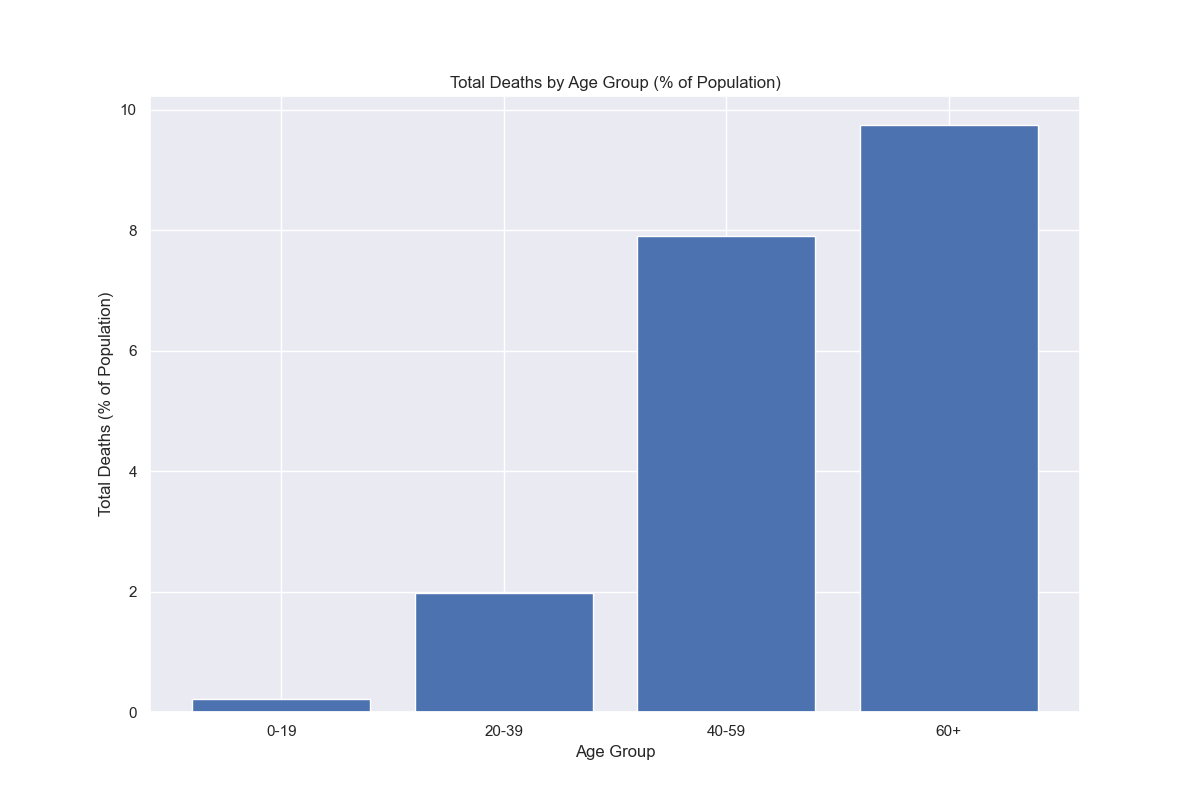 Total Deaths by Age Group (% of Population)
10
8
6
4
2
0
Total Deaths (% of Population)
0-19 20-39 40-59 60+
Age Group